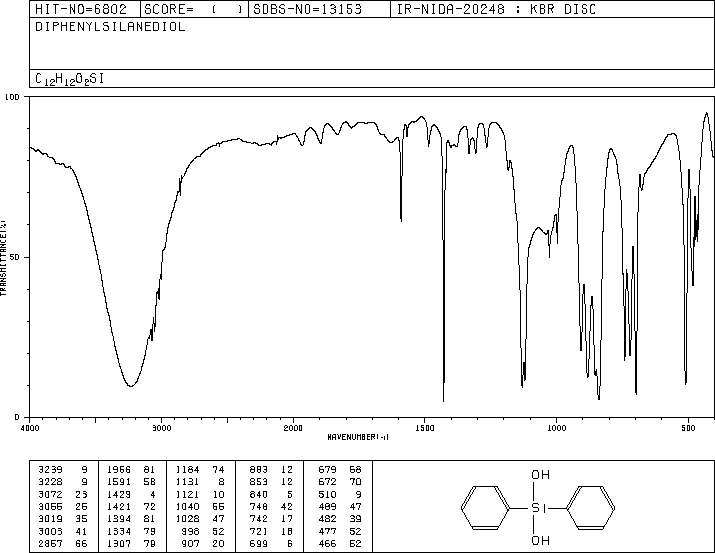 HIT-NO=6802 SCORE= ( ) SDBS-NO=13153 IR-NIDA-20248 : KBR DISC
DIPHENYLSILANEDIOL
C12H12O2SI
100
50
0
TRANSMITTANCE(%)
4000 3000 2000 1500 1000 500
WAVENUMBER(-1)
3239 9 1966 81 1184 74 883 12 679 68
3228 9 1591 58 1131 8 853 12 672 70
3072 23 1429 4 1121 10 840 5 510 9
3055 26 1421 72 1040 55 748 42 489 47
3019 35 1394 81 1028 47 742 17 482 39
3003 41 1334 79 998 52 721 18 477 52
2857 66 1307 79 907 20 699 6 466 52
OH
Si
OH